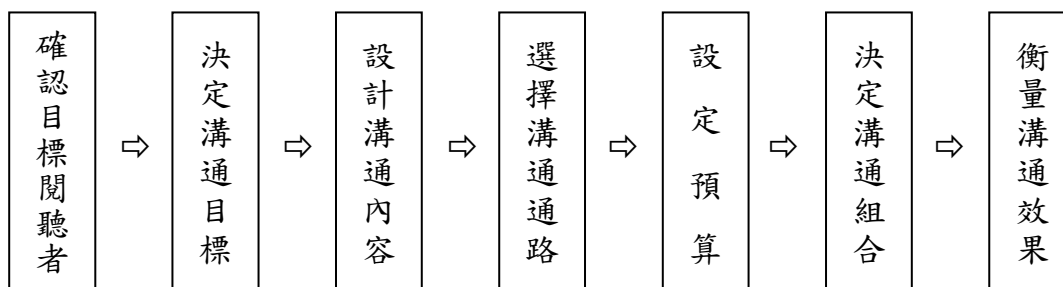 確認目標閱聽者
⇨
決定溝通目標
⇨
設計溝通內容
⇨
選擇溝通通路
⇨
設定預算
⇨
決定溝通組合
⇨
衡量溝通效果